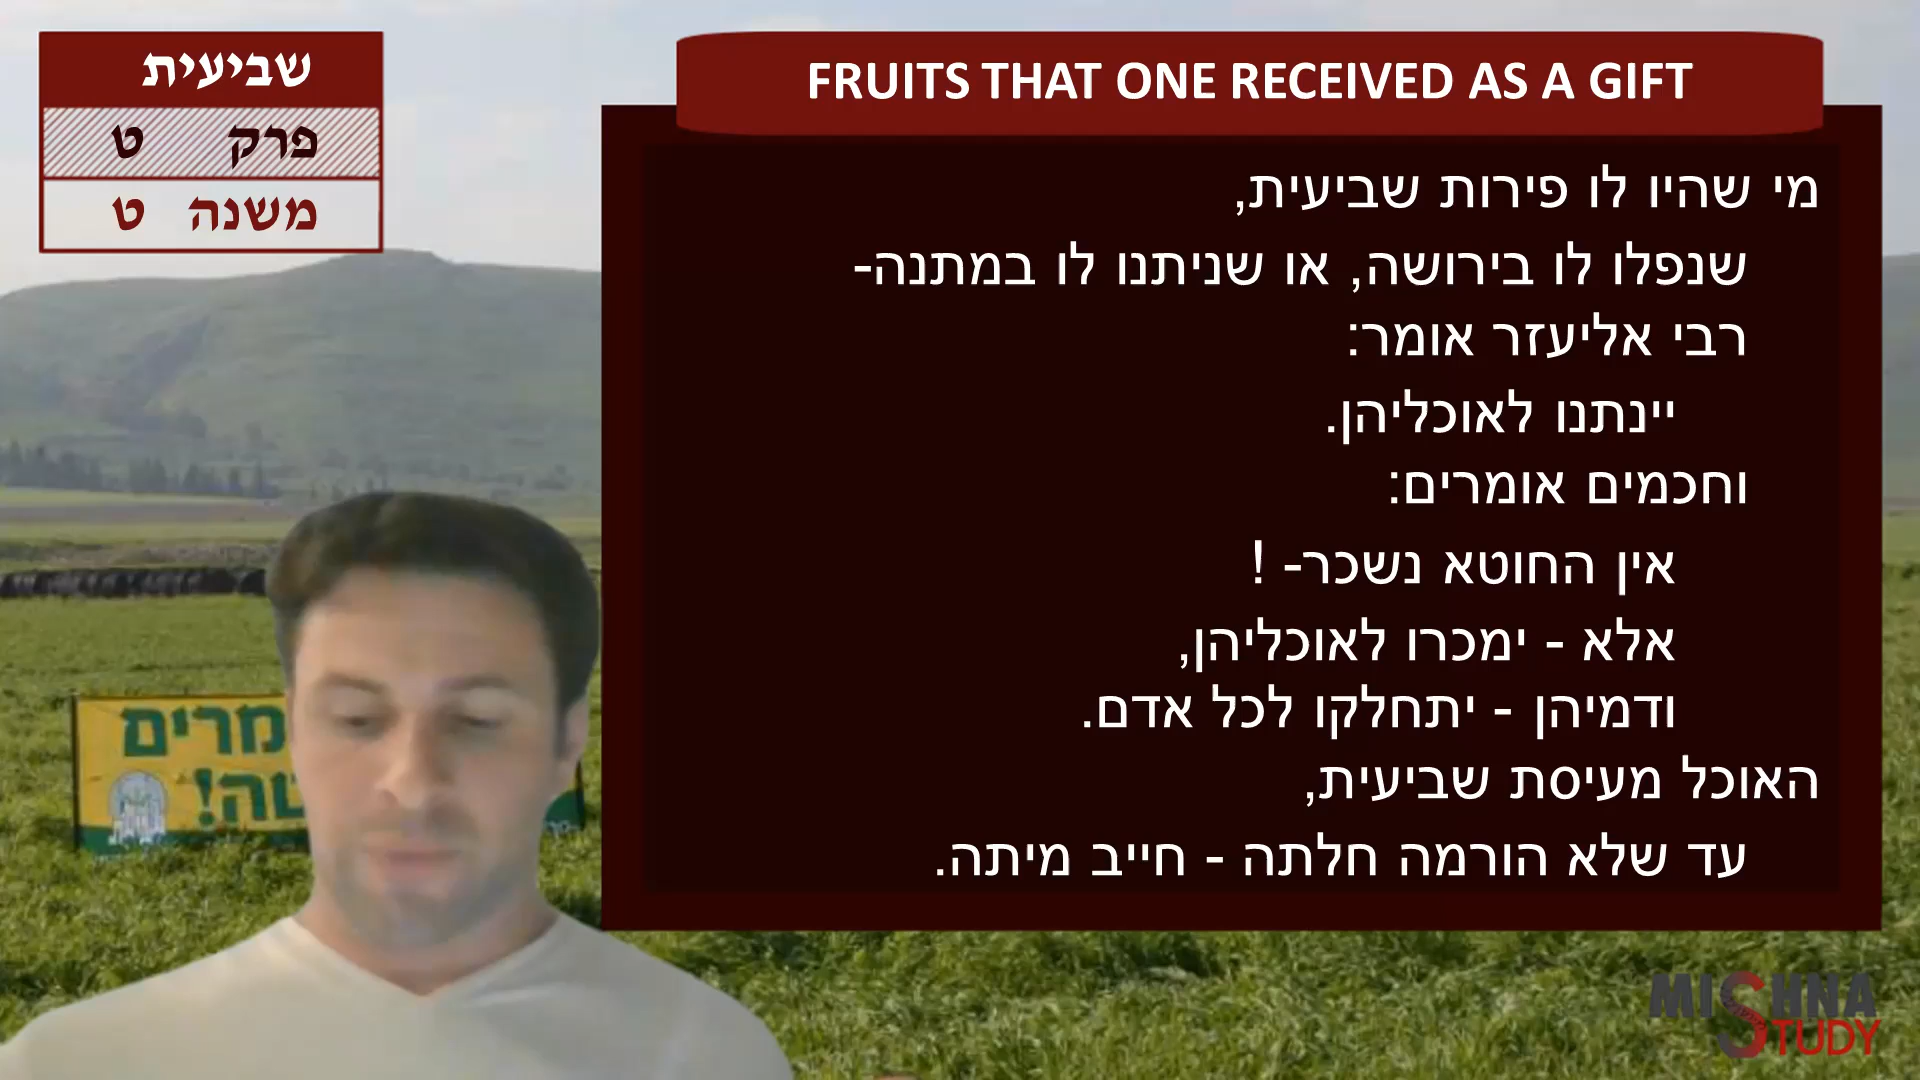 שביעית
פרק ט
משנה ט
FRUITS THAT ONE RECEIVED AS A GIFT
מי שהיו לו פירות שביעית,
שנפלו לו בירושה, או שניתנו לו במתנה-
רבי אליעזר אומר:
יינתנו לאוכליהן.
וחכמים אומרים:
אין החוטא נשכר- !
אלא - ימכרו לאוכליהן,
ודמיהן - יתחלקו לכל אדם.
האוכל מעיסת שביעית,
עד שלא הורמה חלתה - חייב מיתה.
מרים
טה!
MISHNA
STUDY